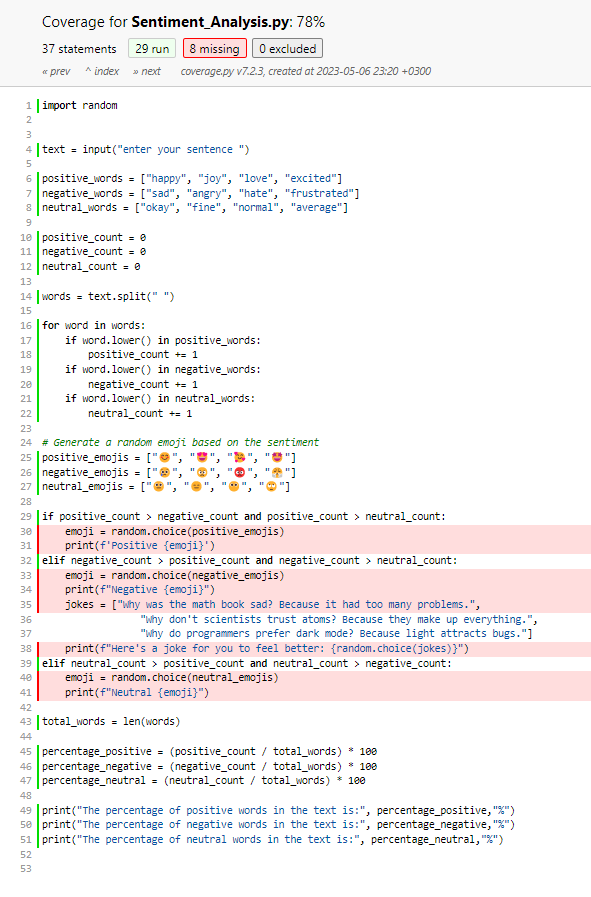 Coverage for Sentiment_Analysis.py: 78%
37 statements 29 run 8 missing 0 excluded
« prev ^ index » next coverage.py v7.2.3, created at 2023-05-06 23:20 +0300
1 import random
2
3
4 text = input("enter your sentence ")
5
6 positive_words = ["happy", "joy", "love", "excited"]
7 negative_words = ["sad", "angry", "hate", "frustrated"]
8 neutral_words = ["okay", "fine", "normal", "average"]
9
10 positive_count = 0
11 negative_count = 0
12 neutral_count = 0
13
14 words = text.split(" ")
15
16 for word in words:
17     if word.lower() in positive_words:
18         positive_count += 1
19     if word.lower() in negative_words:
20         negative_count += 1
21     if word.lower() in neutral_words:
22         neutral_count += 1
23
24 # Generate a random emoji based on the sentiment
25 positive_emojis = ["😊", "😍", "🥰", "🤩"]
26 negative_emojis = ["", "", "", ""]
27 neutral_emojis = ["", "", "", "🙄"]
28
29 if positive_count > negative_count and positive_count > neutral_count:
30     emoji = random.choice(positive_emojis)
31     print(f'Positive {emoji}')
32 elif negative_count > positive_count and negative_count > neutral_count:
33     emoji = random.choice(negative_emojis)
34     print(f"Negative {emoji}")
35     jokes = ["Why was the math book sad? Because it had too many problems.",
36              "Why don't scientists trust atoms? Because they make up everything.",
37              "Why do programmers prefer dark mode? Because light attracts bugs."]
38     print(f"Here's a joke for you to feel better: {random.choice(jokes)}")
39 elif neutral_count > positive_count and neutral_count > negative_count:
40     emoji = random.choice(neutral_emojis)
41     print(f"Neutral {emoji}")
42
43 total_words = len(words)
44
45 percentage_positive = (positive_count / total_words) * 100
46 percentage_negative = (negative_count / total_words) * 100
47 percentage_neutral = (neutral_count / total_words) * 100
48
49 print("The percentage of positive words in the text is:", percentage_positive,"%")
50 print("The percentage of negative words in the text is:", percentage_negative,"%")
51 print("The percentage of neutral words in the text is:", percentage_neutral,"%")
52
53